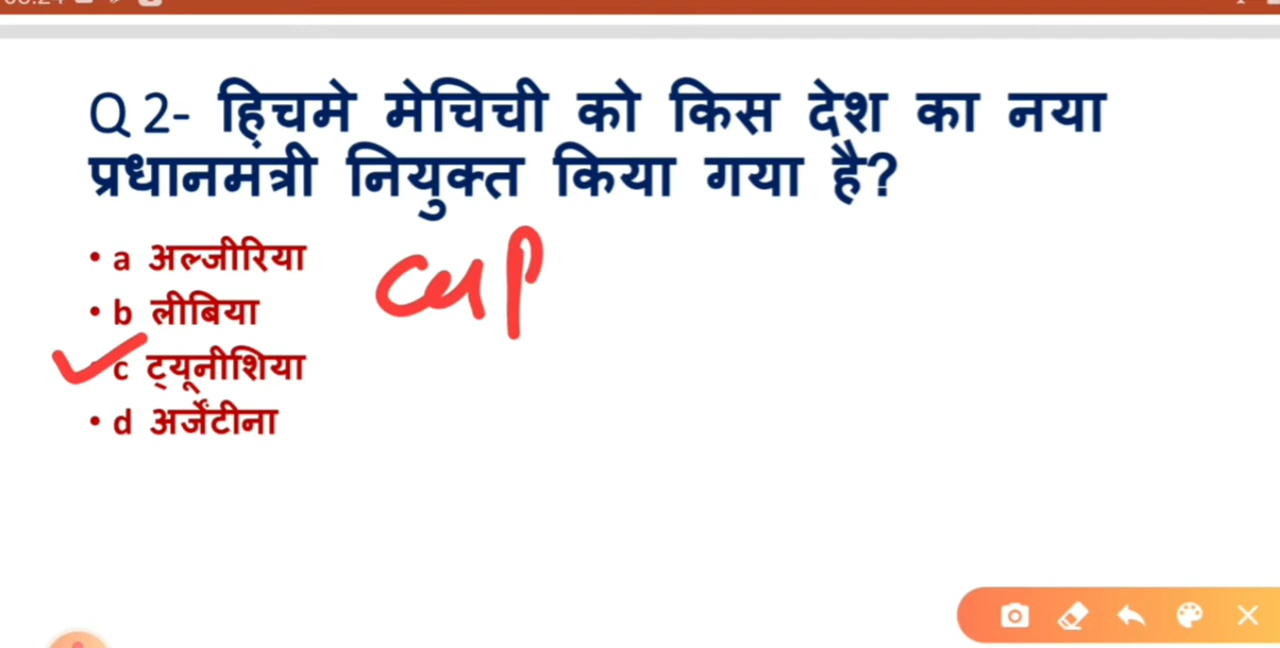 Q 2- हिचमे मेचिची को किस देश का नया
प्रधानमंत्री नियुक्त किया गया है?
• a अल्जीरिया
• b लीबिया
c ट्यूनीशिया
• d अर्जेंटीना